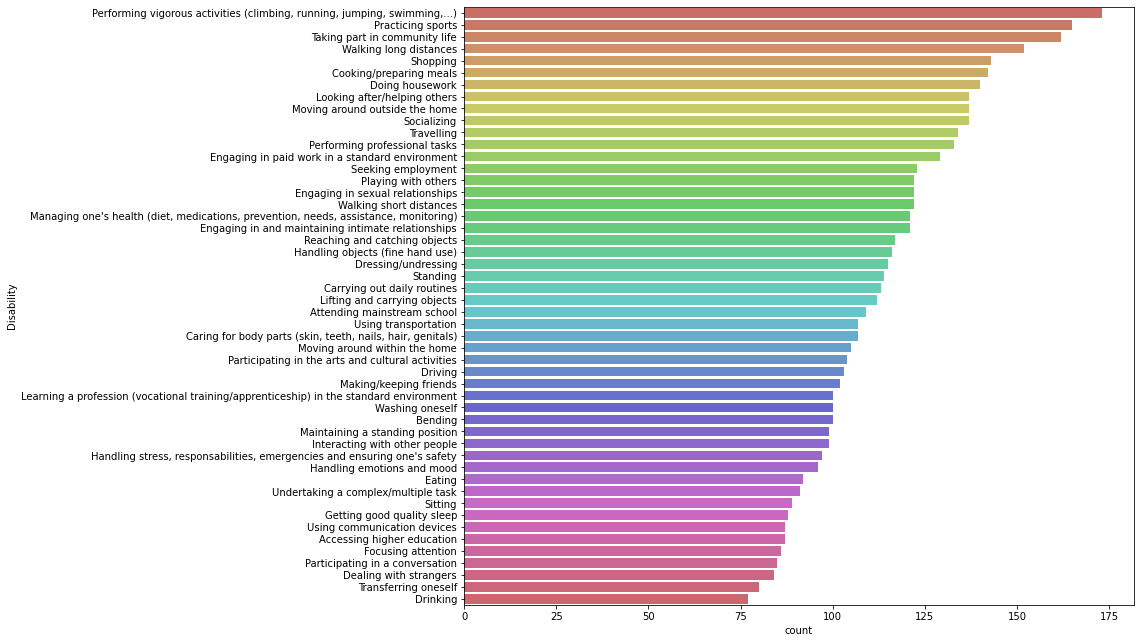 Performing vigorous activities (climbing, running, jumping, swimming,...)
Practicing sports
Taking part in community life
Walking long distances
Shopping
Cooking/preparing meals
Doing housework
Looking after/helping others
Moving around outside the home
Socializing
Travelling
Performing professional tasks
Engaging in paid work in a standard environment
Seeking employment
Playing with others
Engaging in sexual relationships
Walking short distances
Managing one's health (diet, medications, prevention, needs, assistance, monitoring)
Engaging in and maintaining intimate relationships
Reaching and catching objects
Handling objects (fine hand use)
Dressing/undressing
Standing
Carrying out daily routines
Lifting and carrying objects
Attending mainstream school
Using transportation
Caring for body parts (skin, teeth, nails, hair, genitals)
Moving around within the home
Participating in the arts and cultural activities
Driving
Making/keeping friends
Learning a profession (vocational training/apprenticeship) in the standard environment
Washing oneself
Bending
Maintaining a standing position
Interacting with other people
Handling stress, responsabilities, emergencies and ensuring one's safety
Handling emotions and mood
Eating
Undertaking a complex/multiple task
Sitting
Getting good quality sleep
Using communication devices
Accessing higher education
Focusing attention
Participating in a conversation
Dealing with strangers
Transferring oneself
Drinking
Disability
0 25 50 75 100 125 150 175
count